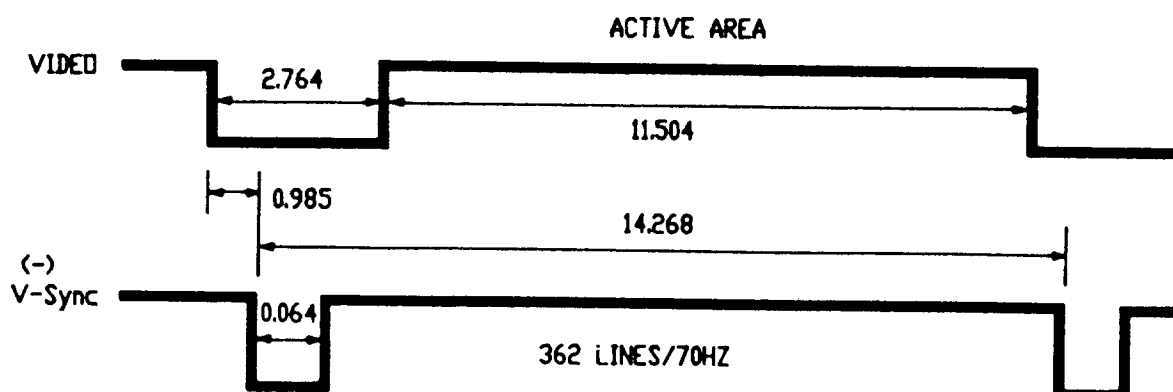 ACTIVE AREA
VIDEO
2.764
11.504
0.985
14.268
(-)
V-Sync
0.064
362 LINES/70HZ